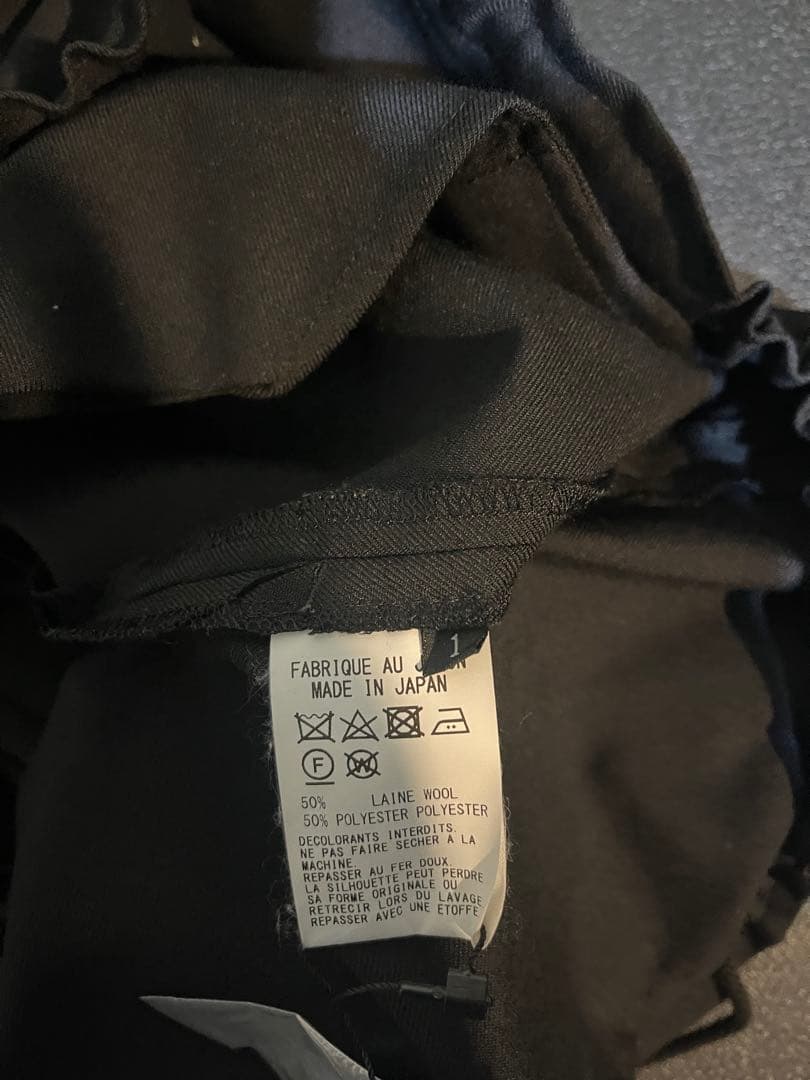 1
FABRIQUE AU
MADE IN JAPAN
F W
50% LAINE WOOL
50% POLYESTER POLYESTER
DECOLORANTS INTERDITS.
NE PAS FAIRE SECHER A LA
MACHINE.
REPASSER AU FER DOUX.
LA SILHOUETTE PEUT PERDRE
SA FORME ORIGINALE OU
RETRECIR LORS DU LAVAGE
REPASSER AVEC UNE ETOFFE